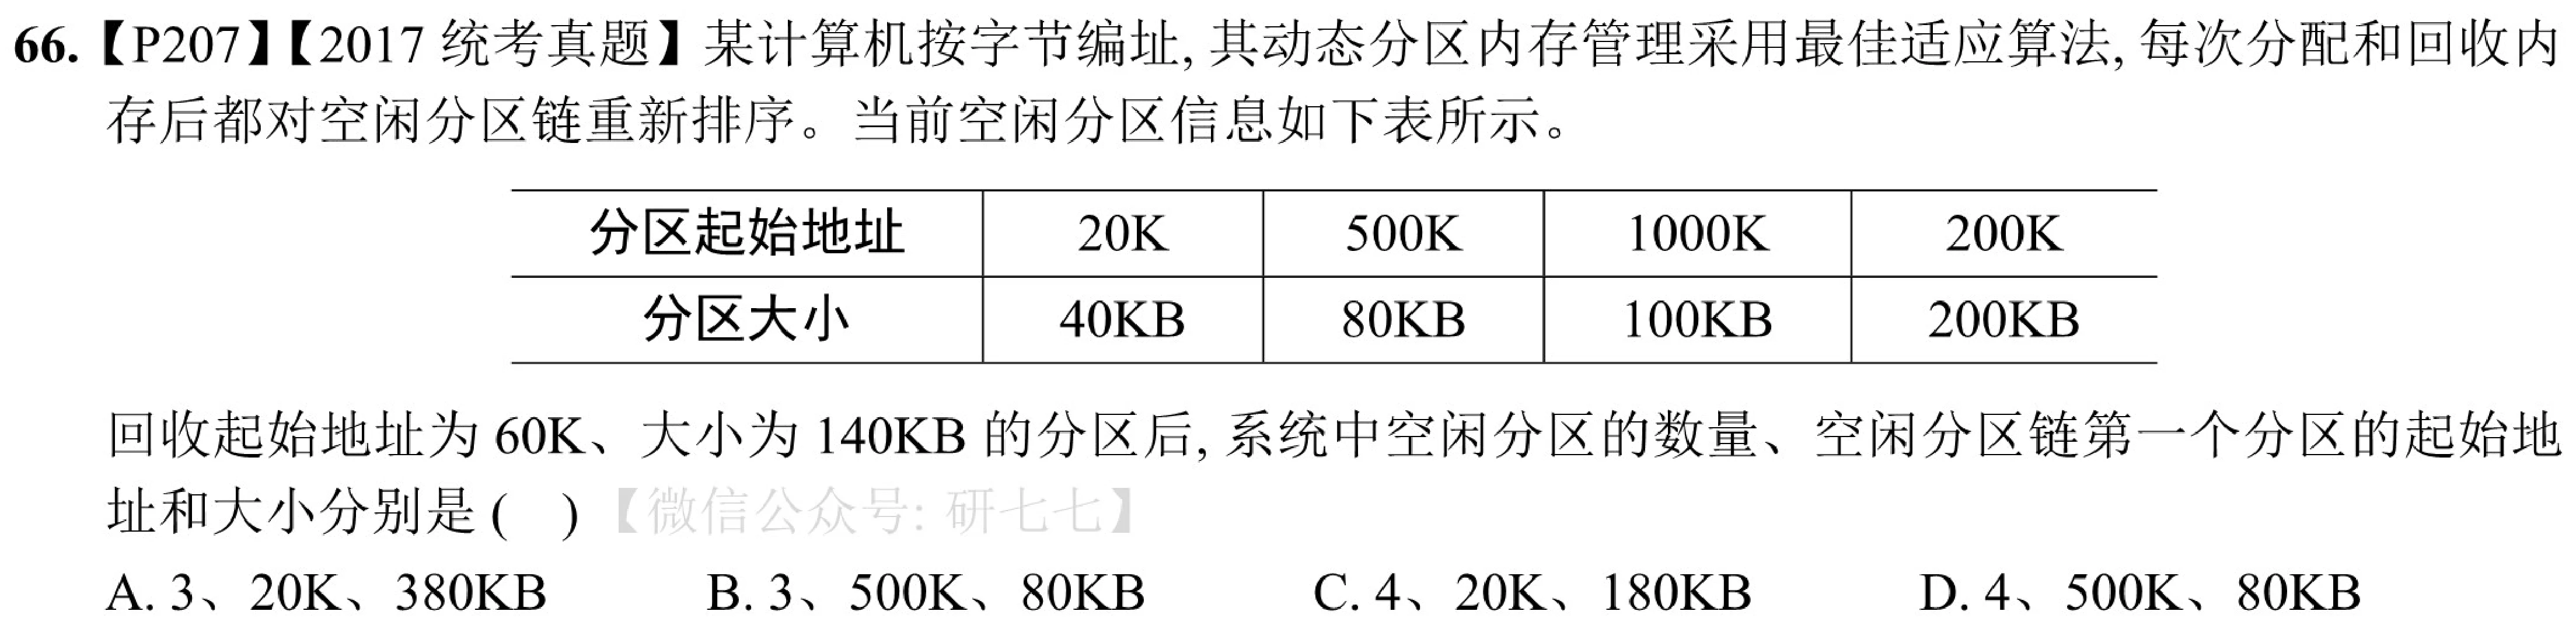 66.【P207】【2017 统考真题】某计算机按字节编址, 其动态分区内存管理采用最佳适应算法, 每次分配和回收内
存后都对空闲分区链重新排序。当前空闲分区信息如下表所示。
分区起始地址 20K 500K 1000K 200K
分区大小 40KB 80KB 100KB 200KB
回收起始地址为 60K、大小为 140KB 的分区后, 系统中空闲分区的数量、空闲分区链第一个分区的起始地
址和大小分别是 ( )【微信公众号: 研七七】
A. 3、20K、380KB B. 3、500K、80KB C. 4、20K、180KB D. 4、500K、80KB